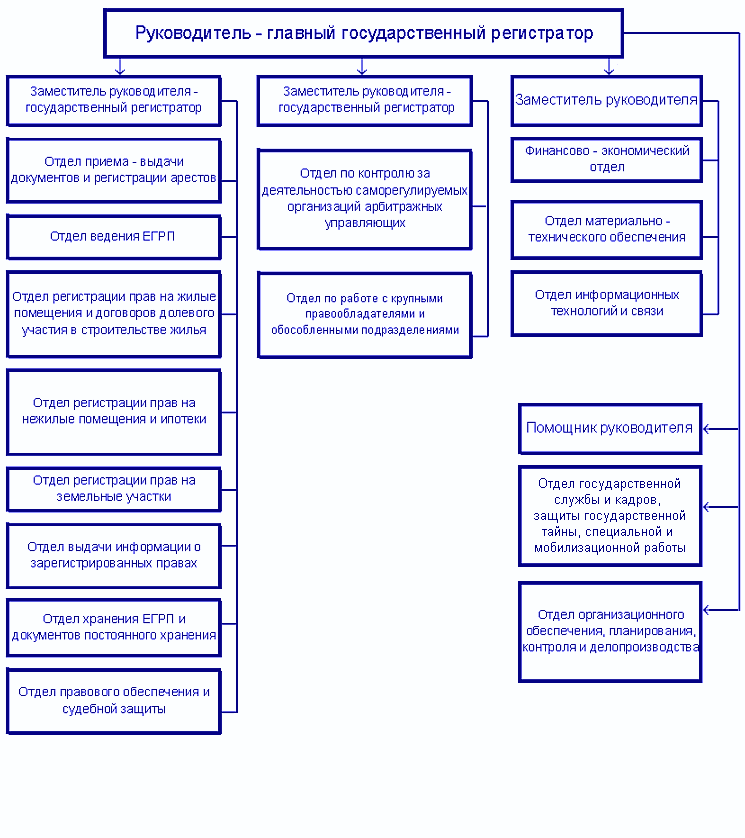 Руководитель - главный государственный регистратор
Заместитель руководителя -
государственный регистратор
Отдел приема - выдачи
документов и регистрации арестов
Отдел ведения ЕГРП
Отдел регистрации прав на жилые
помещения и договоров долевого
участия в строительстве жилья
Отдел регистрации прав на
нежилые помещения и ипотеки
Отдел регистрации прав на
земельные участки
Отдел выдачи информации о
зарегистрированных правах
Отдел хранения ЕГРП и
документов постоянного хранения
Отдел правового обеспечения и
судебной защиты
Заместитель руководителя -
государственный регистратор
Отдел по контролю за
деятельностью саморегулируемых
организаций арбитражных
управляющих
Отдел по работе с крупными
правообладателями и
обособленными подразделениями
Заместитель руководителя
Финансово - экономический
отдел
Отдел материально -
технического обеспечения
Отдел информационных
технологий и связи
Помощник руководителя
Отдел государственной
службы и кадров,
защиты государственной
тайны, специальной и
мобилизационной работы
Отдел организационного
обеспечения, планирования,
контроля и делопроизводства